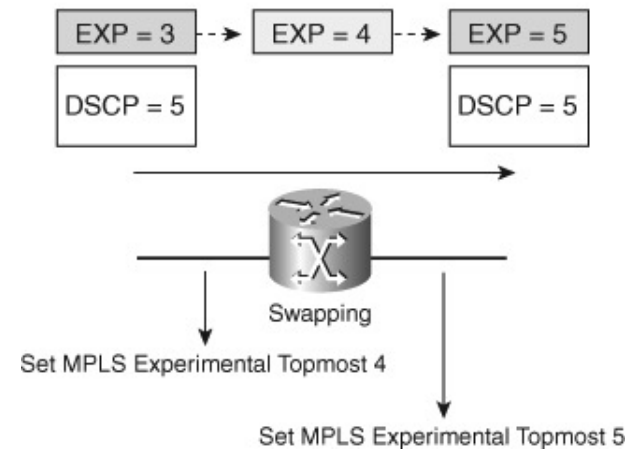 EXP = 3
EXP = 4
EXP = 5
DSCP = 5
DSCP = 5
Swapping
Set MPLS Experimental Topmost 4
Set MPLS Experimental Topmost 5